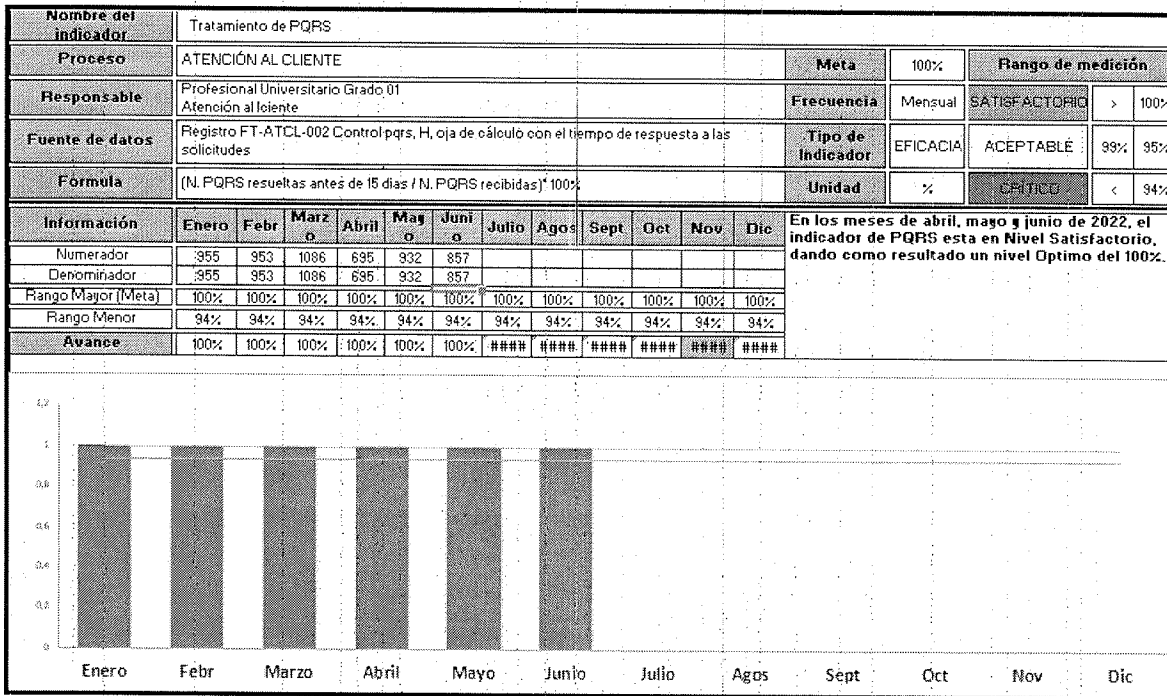 Nombre del indicador Tratamiento de PQRS
Proceso ATENCIÓN AL CLIENTE Meta 100% Rango de medición
Responsable Profesional Universitario Grado 01
Atención al lciente Frecuencia Mensual SATISFACTORIO > 100%
Fuente de datos Registro FT-ATCL-002 Control pqrs, H, oja de cálculo con el tiempo de respuesta a las
solicitudes Tipo de Indicador EFICACIA ACEPTABLE 99% 95%
Fórmula (N. PQRS resueltas antes de 15 dias / N. PQRS recibidas)* 100% Unidad % CRÍTICO < 94%
Información Enero Febr Marzo Abril Mayo Junio Julio Agos Sept Oct Nov Dic
Numerador 955 953 1086 695 932 857
Denominador 955 953 1086 695 932 857
Rango Mayor (Meta) 100% 100% 100% 100% 100% 100% 100% 100% 100% 100% 100% 100%
Rango Menor 94% 94% 94% 94% 94% 94% 94% 94% 94% 94% 94% 94%
Avance 100% 100% 100% 100% 100% 100% #### #### #### #### #### ####
En los meses de abril, mayo y junio de 2022, el
indicador de PQRS esta en Nivel Satisfactorio,
dando como resultado un nivel Optimo del 100%.
1,2
1
0,8
0,6
0,4
0,2
0
Enero Febr Marzo Abril Mayo Junio Julio Agos Sept Oct Nov Dic